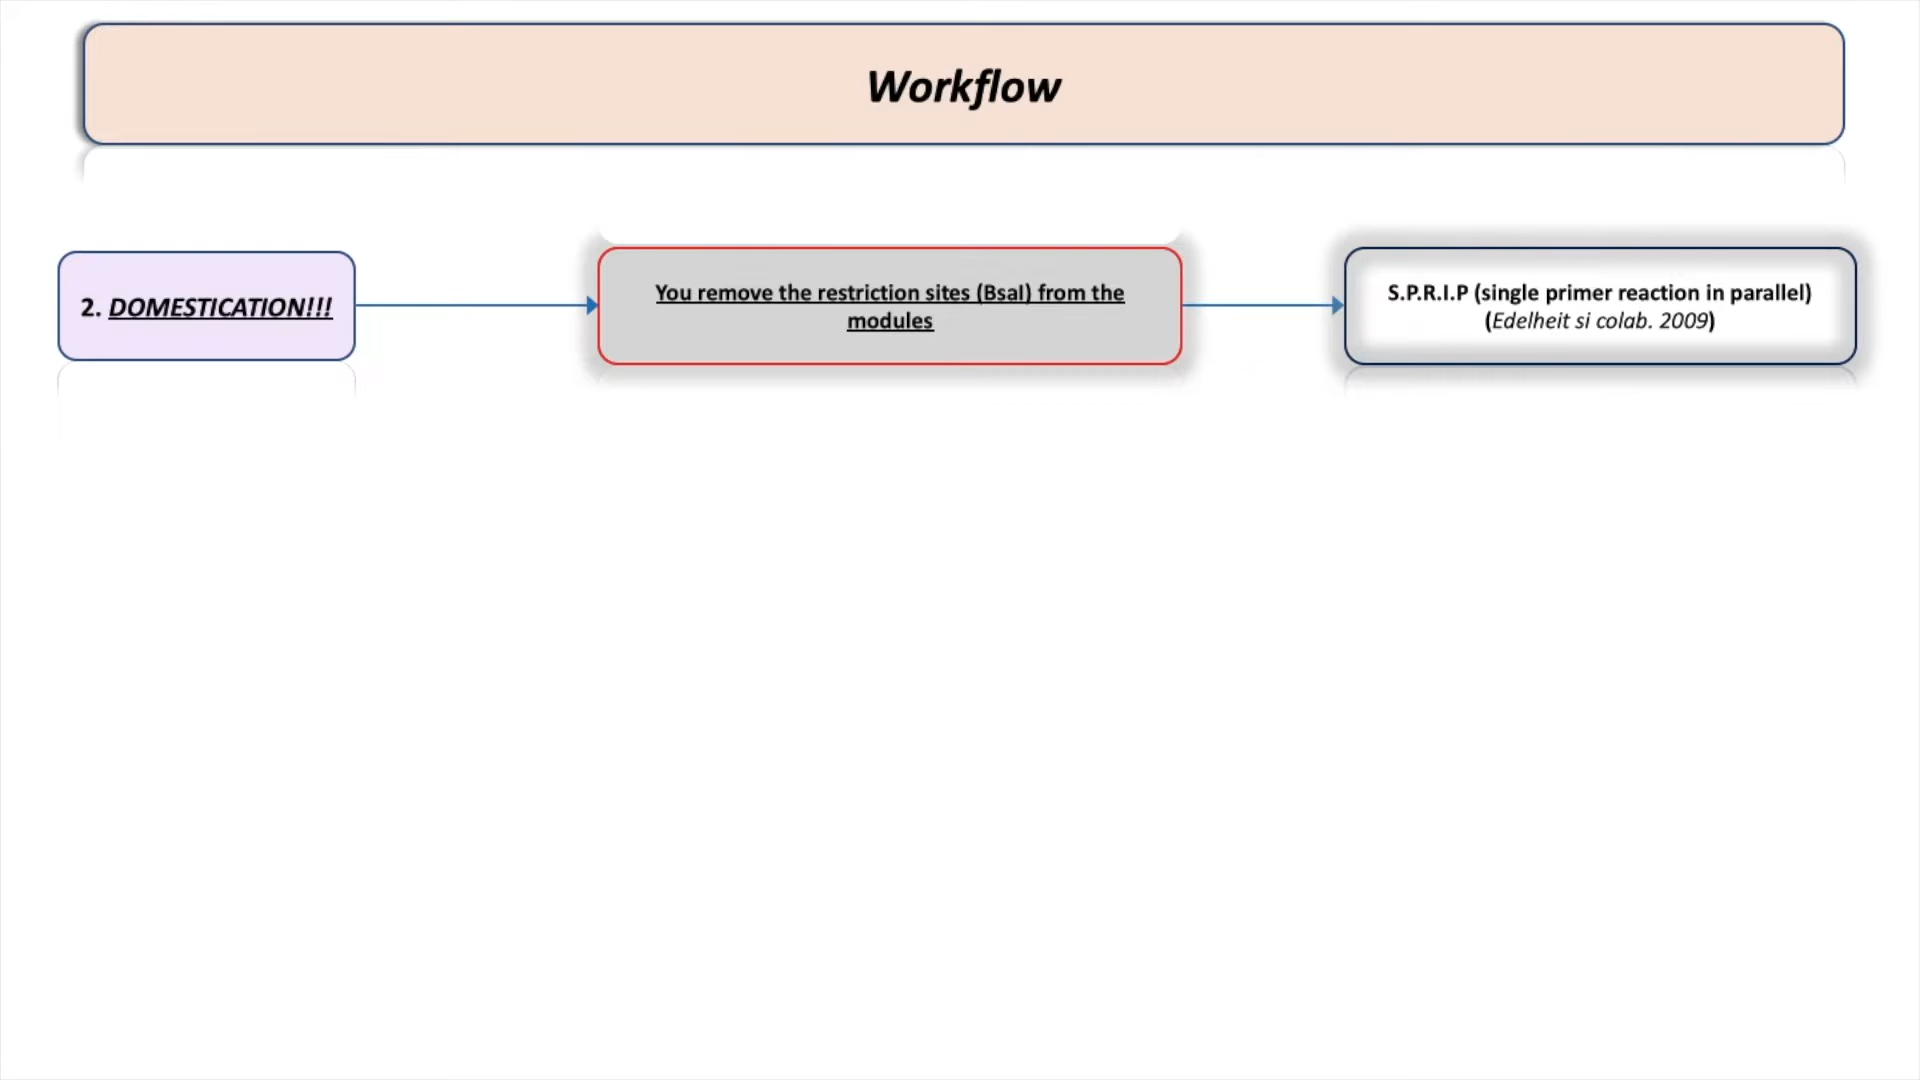 Workflow
2. DOMESTICATION!!!
You remove the restriction sites (BsaI) from the
modules
S.P.R.I.P (single primer reaction in parallel)
(Edelheit si colab. 2009)